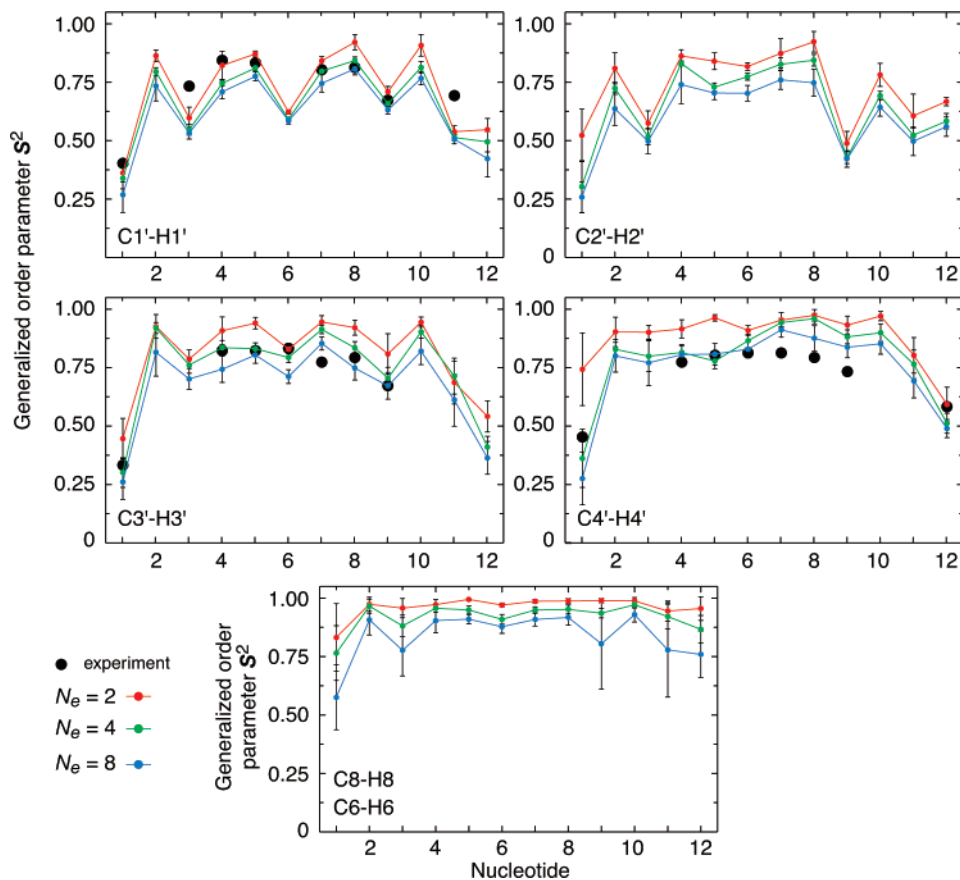 Generalized order parameter S²
1.00
0.75
0.50
0.25
0
C1'-H1'
2 4 6 8 10 12
1.00
0.75
0.50
0.25
0
C2'-H2'
2 4 6 8 10 12
1.00
0.75
0.50
0.25
0
C3'-H3'
2 4 6 8 10 12
1.00
0.75
0.50
0.25
0
C4'-H4'
2 4 6 8 10 12
experiment
Nₑ = 2
Nₑ = 4
Nₑ = 8
Generalized order
parameter S²
1.00
0.75
0.50
0.25
0
C8-H8
C6-H6
2 4 6 8 10 12
Nucleotide